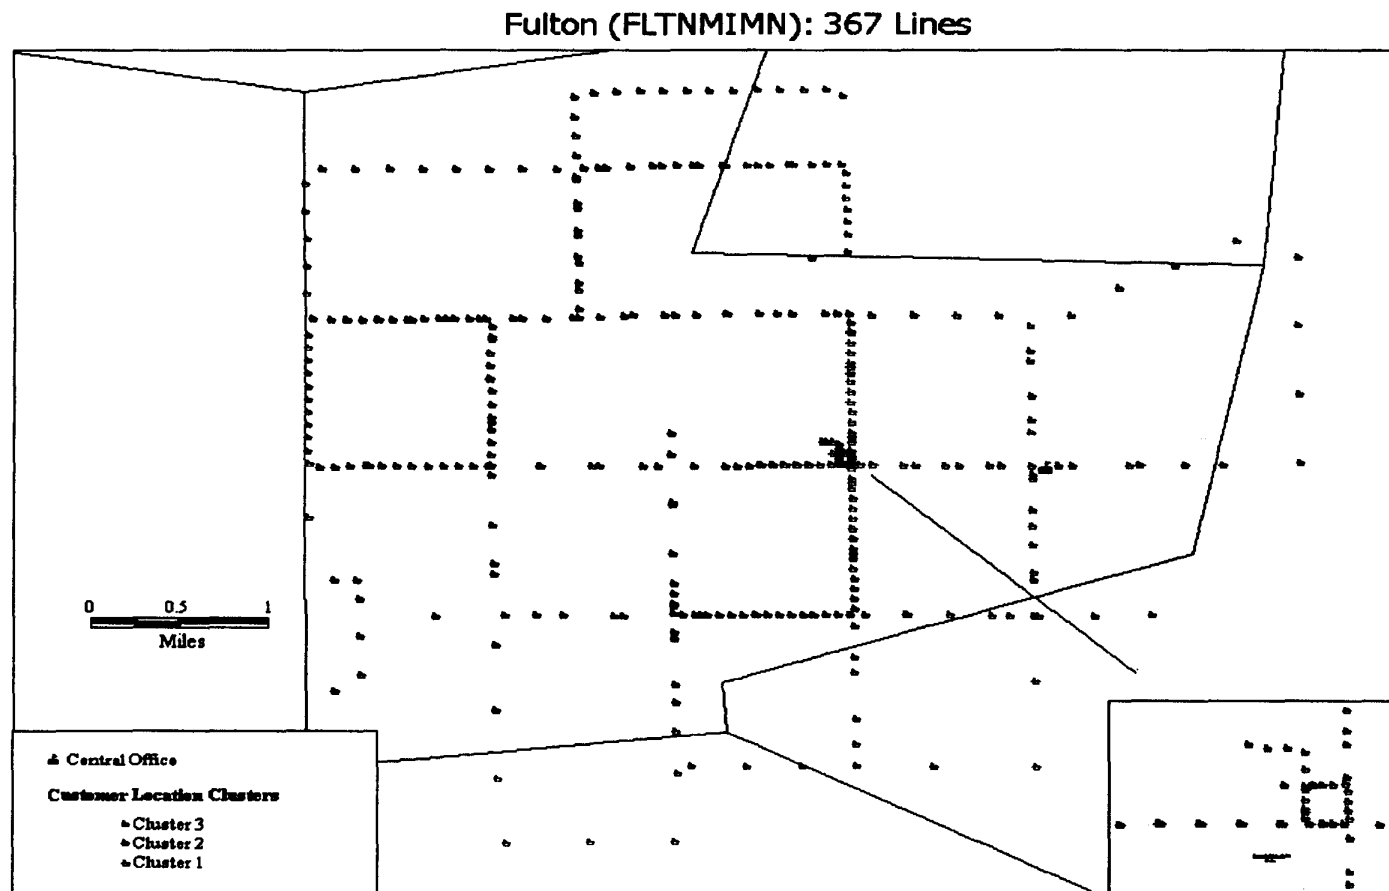 Fulton (FLTNMIMN): 367 Lines
0 0.5 1
Miles
Central Office
Customer Location Clusters
Cluster 3
Cluster 2
Cluster 1